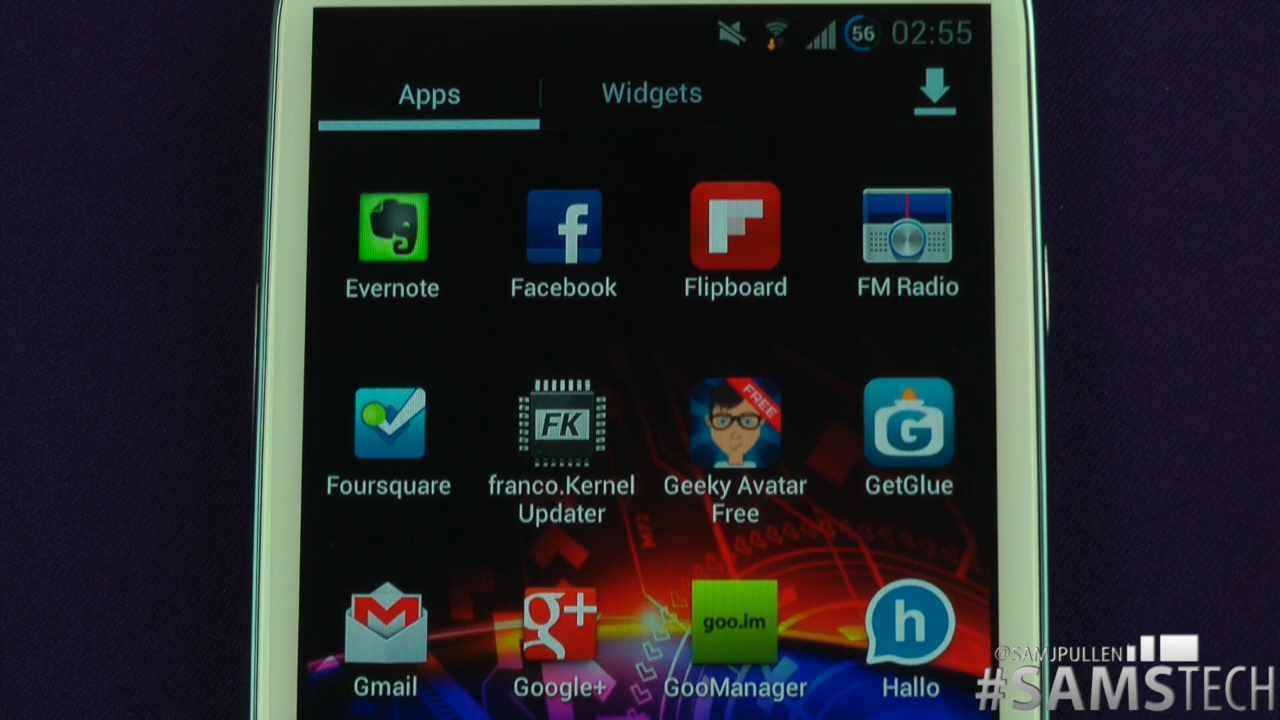 56 02:55
Apps Widgets
Evernote Facebook Flipboard FM Radio
FK FREE G
Foursquare franco.Kernel Geeky Avatar GetGlue
Updater Free
g+ goo.im h
Gmail Google+ GooManager Hallo
@SAMJPULLEN
#SAMSTECH